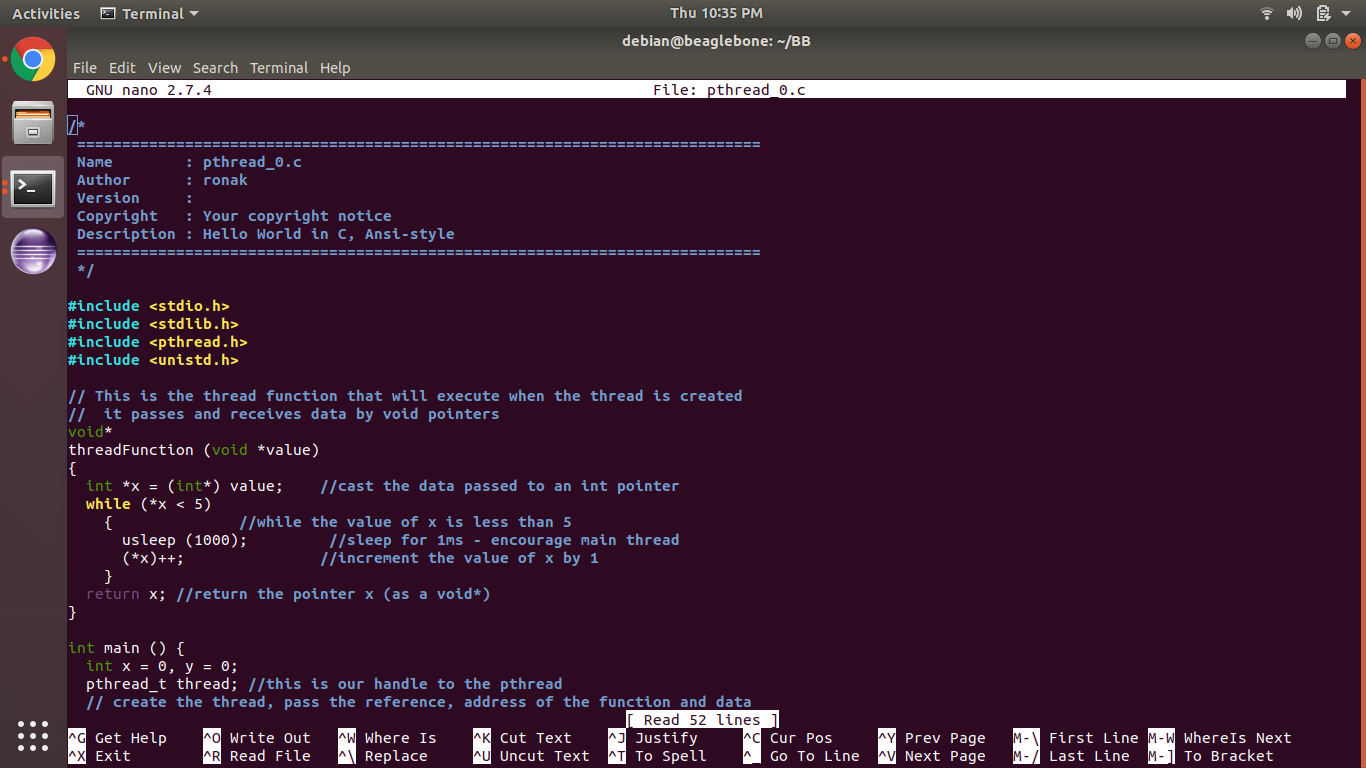 Activities Terminal Thu 10:35 PM
debian@beaglebone: ~/BB
File Edit View Search Terminal Help
GNU nano 2.7.4 File: pthread_0.c
/*
============================================================================
Name        : pthread_0.c
Author      : ronak
Version     :
Copyright   : Your copyright notice
Description : Hello World in C, Ansi-style
============================================================================
*/
#include <stdio.h>
#include <stdlib.h>
#include <pthread.h>
#include <unistd.h>
// This is the thread function that will execute when the thread is created
//  it passes and receives data by void pointers
void*
threadFunction (void *value)
{
  int *x = (int*) value;    //cast the data passed to an int pointer
  while (*x < 5)
    {              //while the value of x is less than 5
      usleep (1000);         //sleep for 1ms - encourage main thread
      (*x)++;               //increment the value of x by 1
    }
  return x; //return the pointer x (as a void*)
}
int main () {
  int x = 0, y = 0;
  pthread_t thread; //this is our handle to the pthread
  // create the thread, pass the reference, address of the function and data
[ Read 52 lines ]
^G Get Help ^O Write Out ^W Where Is ^K Cut Text ^J Justify ^C Cur Pos ^Y Prev Page M-\ First Line M-W WhereIs Next
^X Exit ^R Read File ^\ Replace ^U Uncut Text ^T To Spell ^_ Go To Line ^V Next Page M-/ Last Line M-] To Bracket